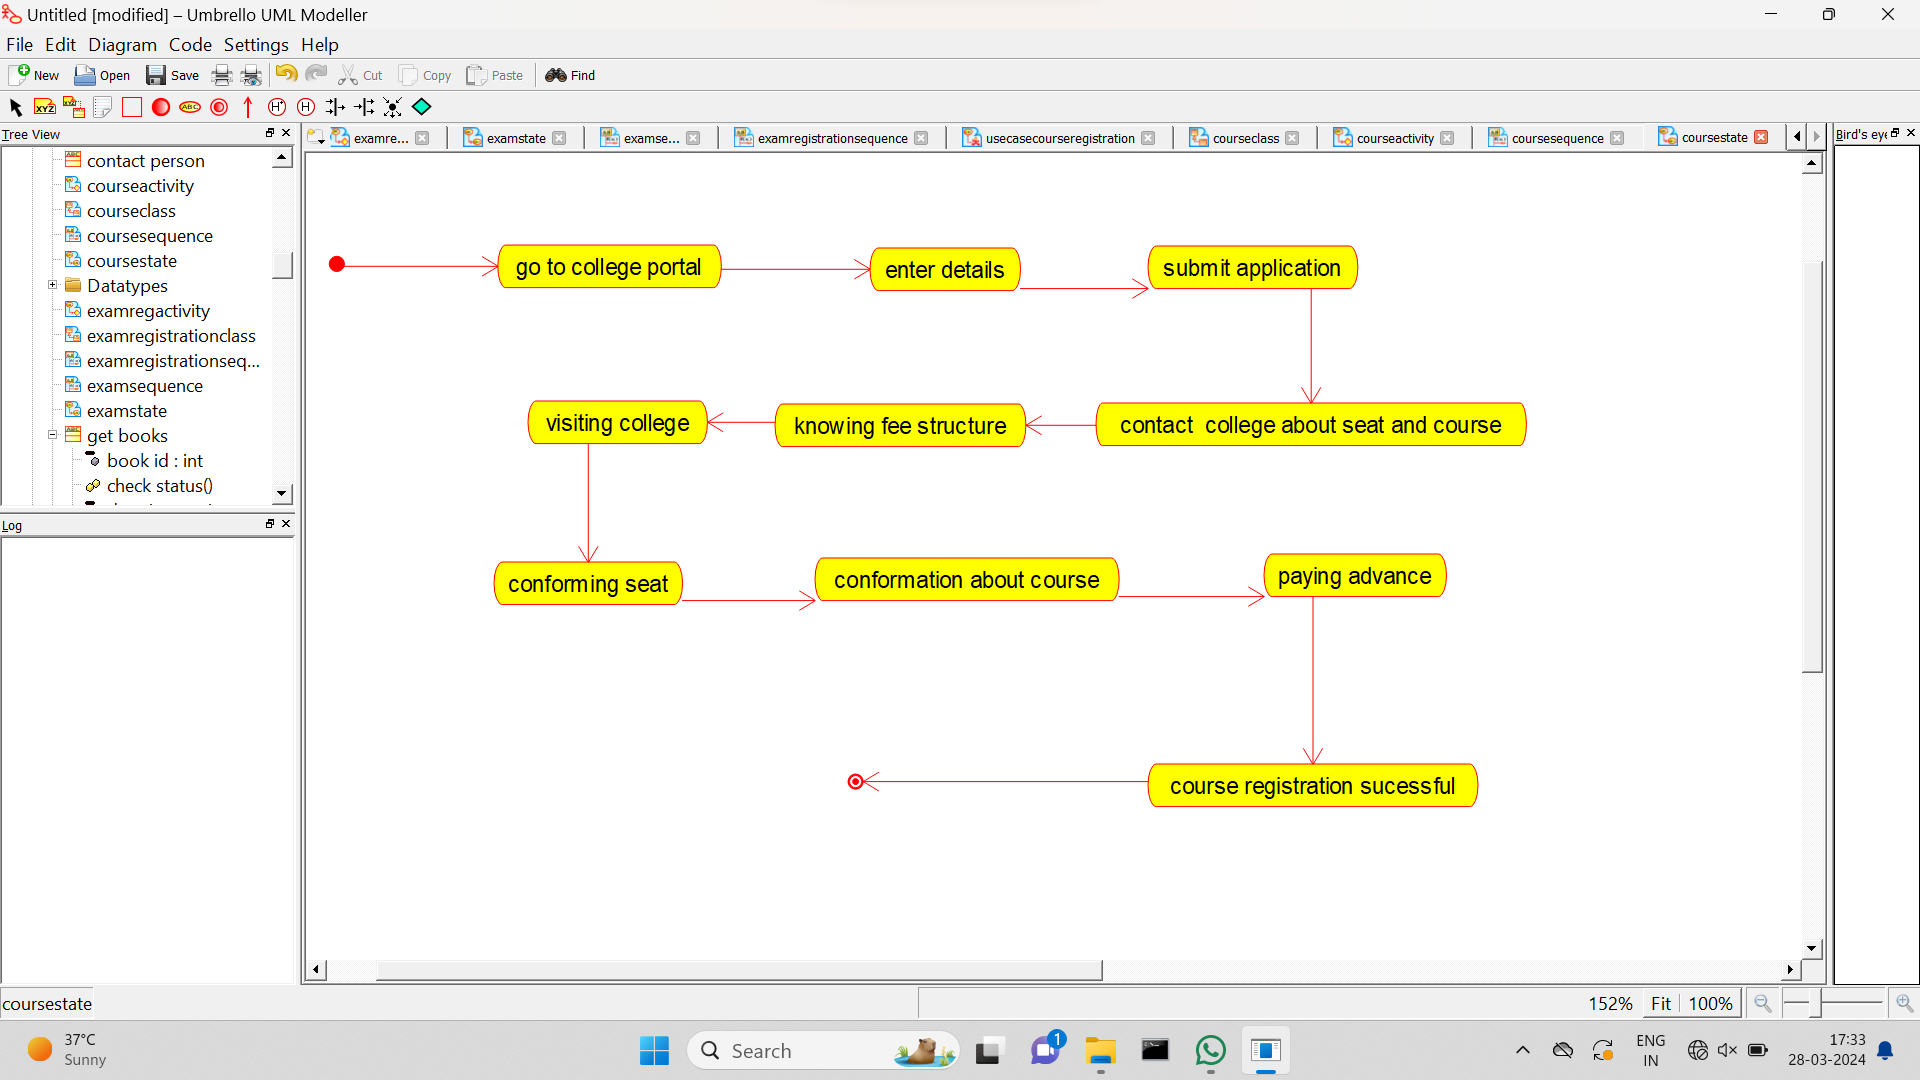 Untitled [modified] – Umbrello UML Modeller
File Edit Diagram Code Settings Help
New Open Save Cut Copy Paste Find
XYZ XYZ ABC H* H
Tree View
examre... examstate examse... examregistrationsequence usecasecourseregistration courseclass courseactivity coursesequence coursestate
Bird's eye
contact person
courseactivity
courseclass
coursesequence
coursestate
Datatypes
examregactivity
examregistrationclass
examregistrationseq...
examsequence
examstate
get books
book id : int
check status()
Log
go to college portal
enter details
submit application
visiting college
knowing fee structure
contact  college about seat and course
conforming seat
conformation about course
paying advance
course registration sucessful
coursestate
152% Fit 100%
37°C
Sunny
Search
1
ENG
IN
17:33
28-03-2024